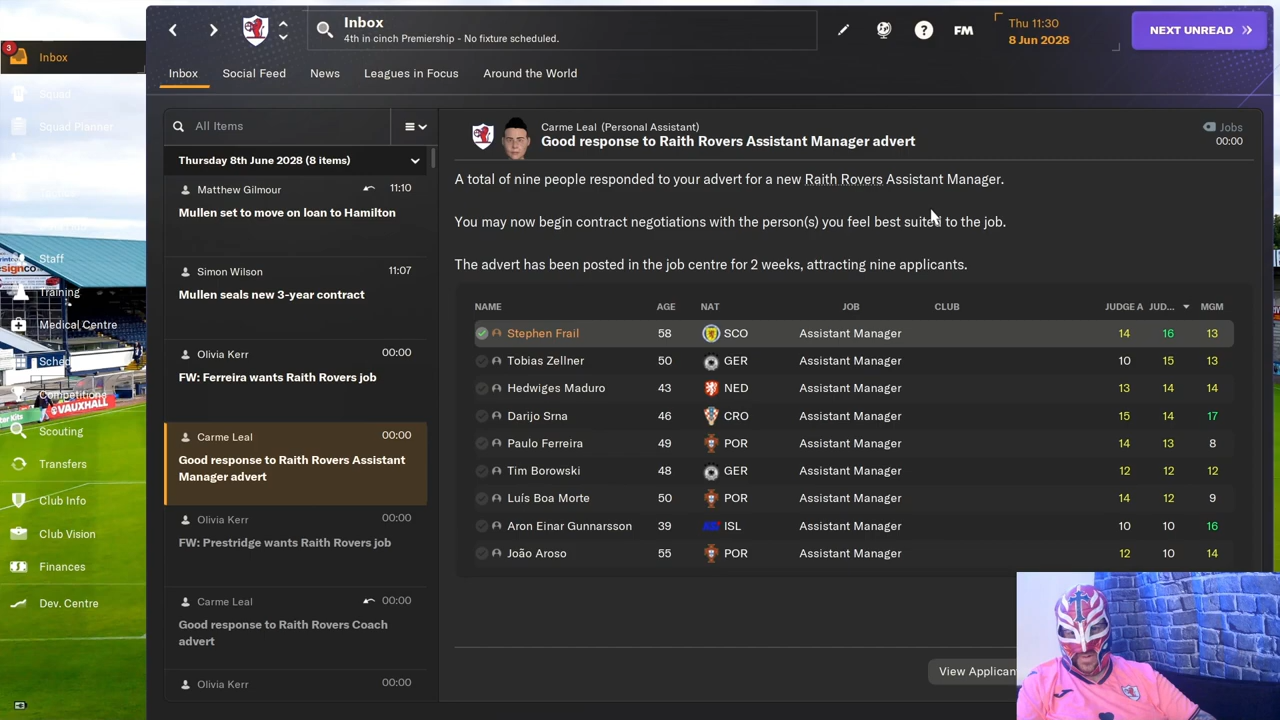 Inbox
4th in cinch Premiership - No fixture scheduled.
FM
Thu 11:30
8 Jun 2028
NEXT UNREAD
3
Inbox
Squad
Squad Planner
Staff
Training
Medical Centre
Sched
Competitions
Scouting
Transfers
Club Info
Club Vision
Finances
Dev. Centre
VAUXHALL
Inbox
Social Feed
News
Leagues in Focus
Around the World
All Items
Thursday 8th June 2028 (8 items)
Matthew Gilmour 11:10
Mullen set to move on loan to Hamilton
Simon Wilson 11:07
Mullen seals new 3-year contract
Olivia Kerr 00:00
FW: Ferreira wants Raith Rovers job
Carme Leal 00:00
Good response to Raith Rovers Assistant
Manager advert
Olivia Kerr 00:00
FW: Prestridge wants Raith Rovers job
Carme Leal 00:00
Good response to Raith Rovers Coach
advert
Olivia Kerr 00:00
Carme Leal (Personal Assistant)
Good response to Raith Rovers Assistant Manager advert
Jobs
00:00
A total of nine people responded to your advert for a new Raith Rovers Assistant Manager.
You may now begin contract negotiations with the person(s) you feel best suited to the job.
The advert has been posted in the job centre for 2 weeks, attracting nine applicants.
NAME AGE NAT JOB CLUB JUDGE A JUD... MGM
Stephen Frail 58 SCO Assistant Manager 14 16 13
Tobias Zellner 50 GER Assistant Manager 10 15 13
Hedwiges Maduro 43 NED Assistant Manager 13 14 14
Darijo Srna 46 CRO Assistant Manager 15 14 17
Paulo Ferreira 49 POR Assistant Manager 14 13 8
Tim Borowski 48 GER Assistant Manager 12 12 12
Luís Boa Morte 50 POR Assistant Manager 14 12 9
Aron Einar Gunnarsson 39 ISL Assistant Manager 10 10 16
João Aroso 55 POR Assistant Manager 12 10 14
View Applican